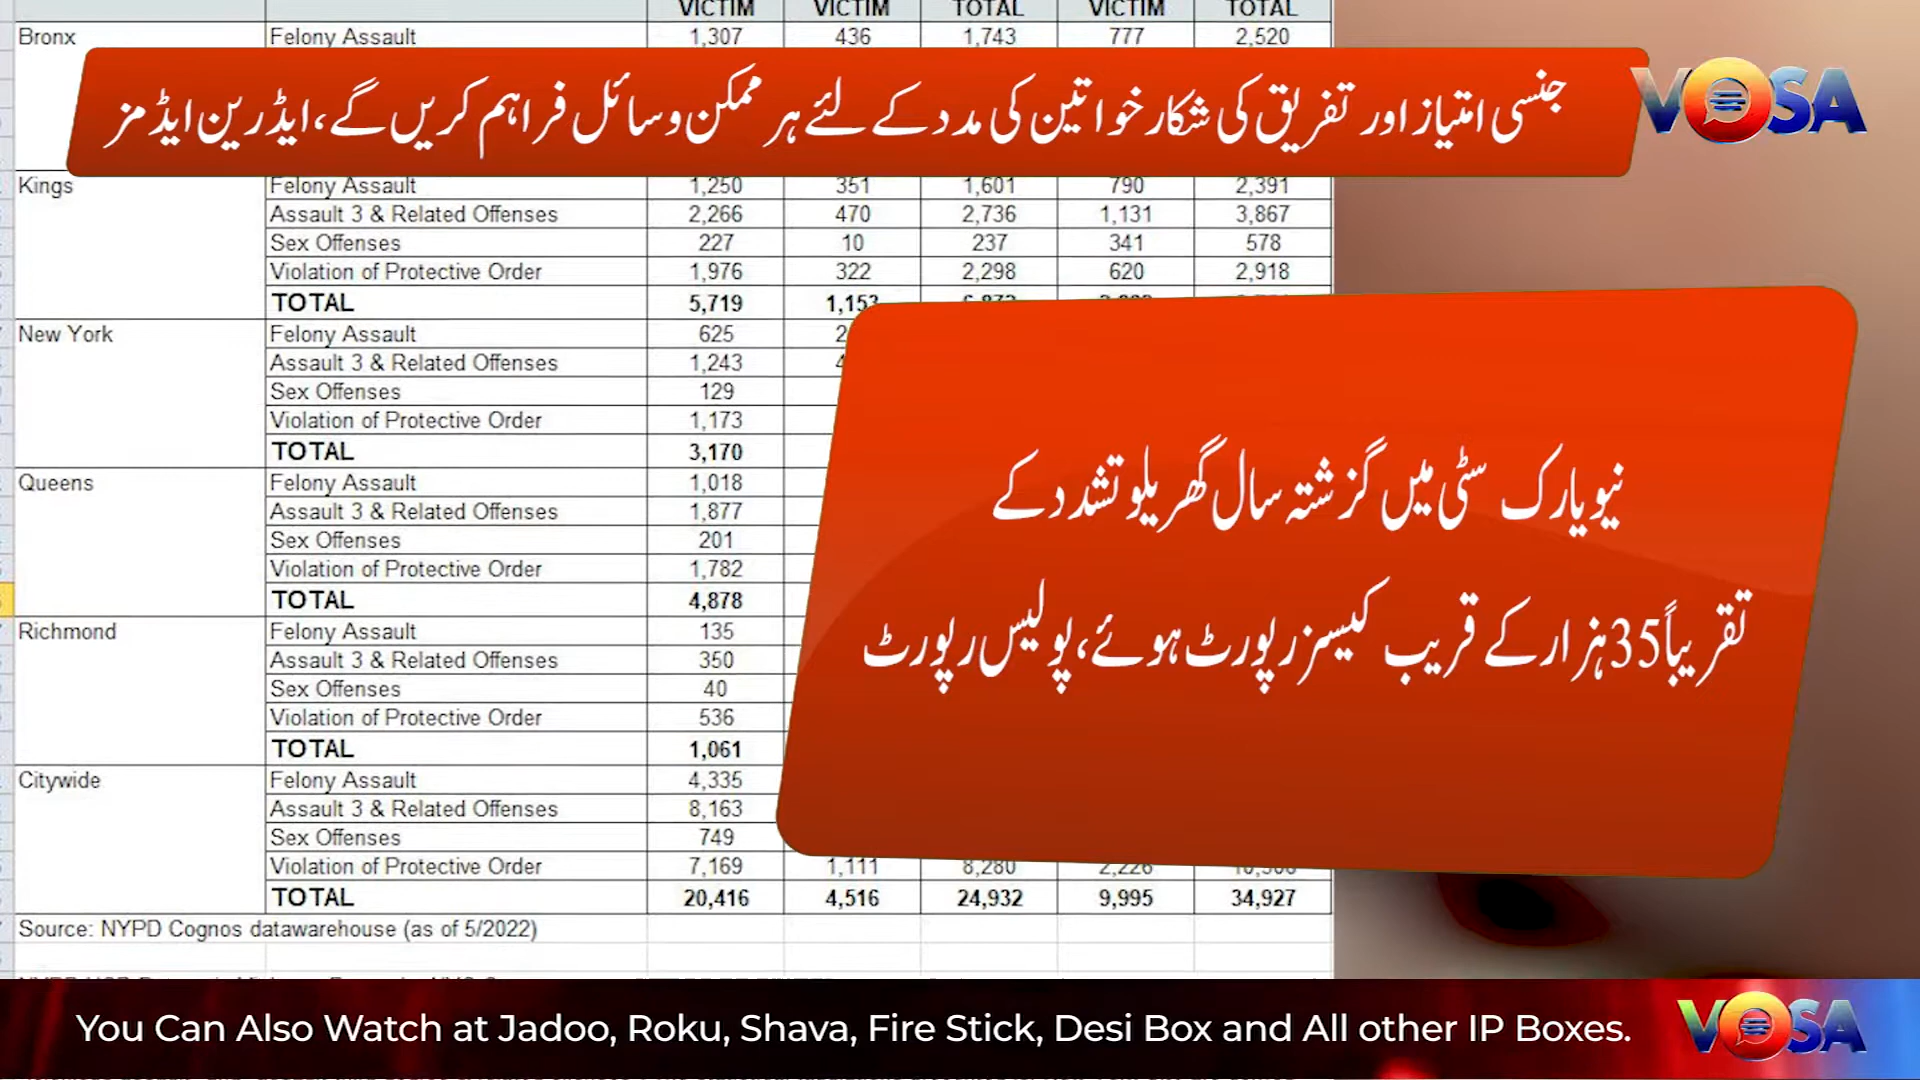 VICTIM VICTIM TOTAL VICTIM TOTAL
Bronx Felony Assault 1,307 436 1,743 777 2,520
جنسی امتیاز اور تفریق کی شکار خواتین کی مدد کے لئے ہر ممکن وسائل فراہم کریں گے، ایڈرین ایڈمز
VOSA
Kings Felony Assault 1,250 351 1,601 790 2,391
Assault 3 & Related Offenses 2,266 470 2,736 1,131 3,867
Sex Offenses 227 10 237 341 578
Violation of Protective Order 1,976 322 2,298 620 2,918
TOTAL 5,719 1,153
New York Felony Assault 625
Assault 3 & Related Offenses 1,243
Sex Offenses 129
Violation of Protective Order 1,173
TOTAL 3,170
Queens Felony Assault 1,018
Assault 3 & Related Offenses 1,877
Sex Offenses 201
Violation of Protective Order 1,782
TOTAL 4,878
Richmond Felony Assault 135
Assault 3 & Related Offenses 350
Sex Offenses 40
Violation of Protective Order 536
TOTAL 1,061
Citywide Felony Assault 4,335
Assault 3 & Related Offenses 8,163
Sex Offenses 749
Violation of Protective Order 7,169 1,111 8,280 2,226
TOTAL 20,416 4,516 24,932 9,995 34,927
Source: NYPD Cognos datawarehouse (as of 5/2022)
نیویارک سٹی میں گزشتہ سال گھریلو تشدد کے
تقریباً 35 ہزار کے قریب کیسز رپورٹ ہوئے، پولیس رپورٹ
You Can Also Watch at Jadoo, Roku, Shava, Fire Stick, Desi Box and All other IP Boxes.
VOSA